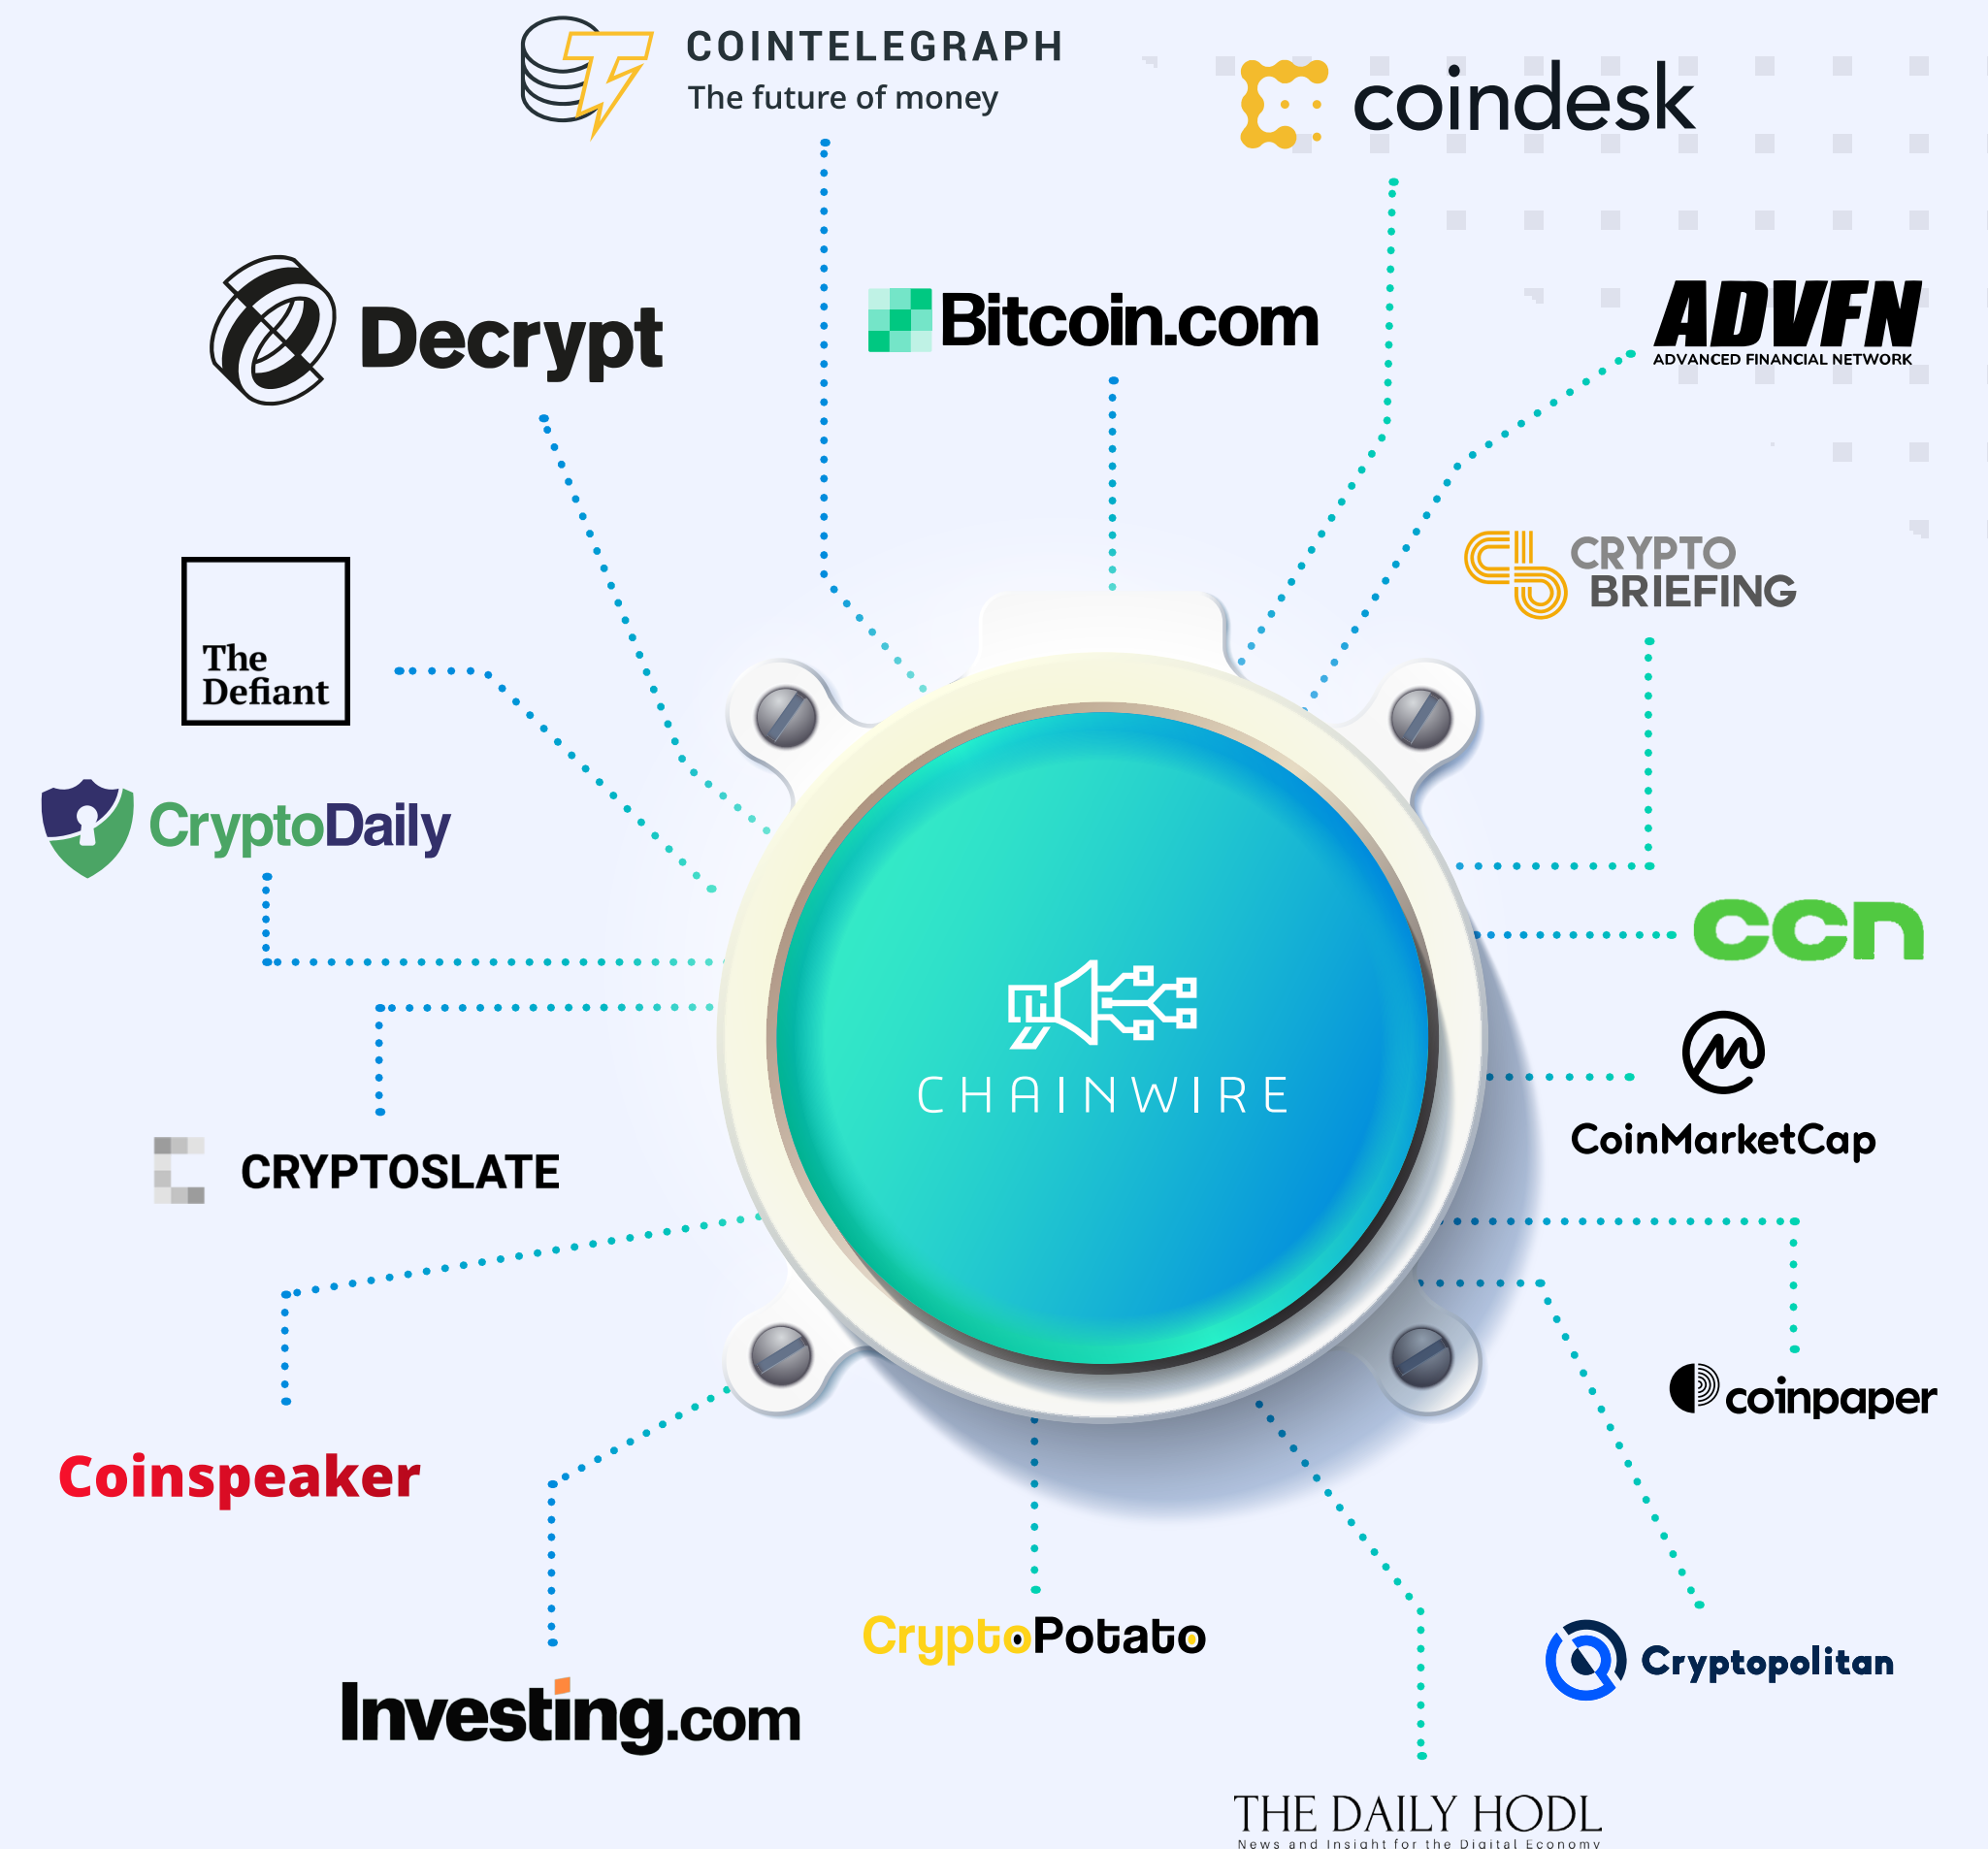 COINTELEGRAPH
The future of money
coindesk
Decrypt
Bitcoin.com
ADVFN
ADVANCED FINANCIAL NETWORK
CRYPTO
BRIEFING
The
Defiant
CryptoDaily
ccn
CHAINWIRE
CoinMarketCap
CRYPTOSLATE
coinpaper
Coinspeaker
CryptoPotato
Cryptopolitan
Investing.com
THE DAILY HODL
News and Insight for the Digital Economy